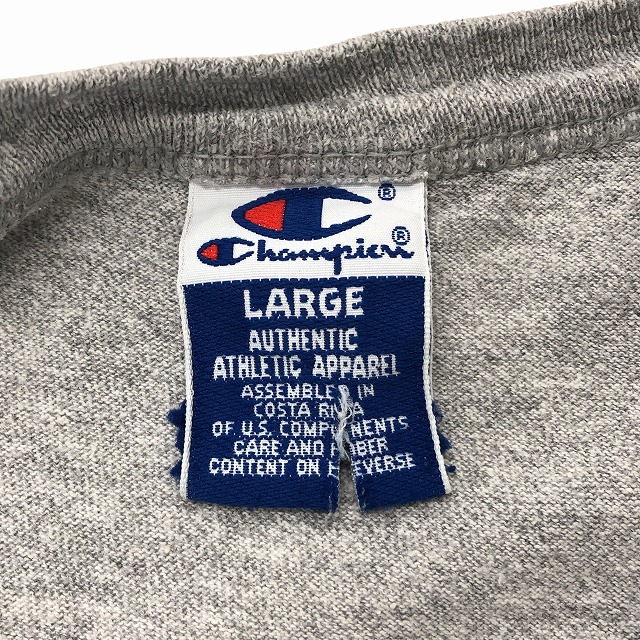 ®
Champion®
LARGE
AUTHENTIC
ATHLETIC APPAREL
ASSEMBLED IN
COSTA RICA
OF U.S. COMPONENTS
CARE AND FIBER
CONTENT ON REVERSE